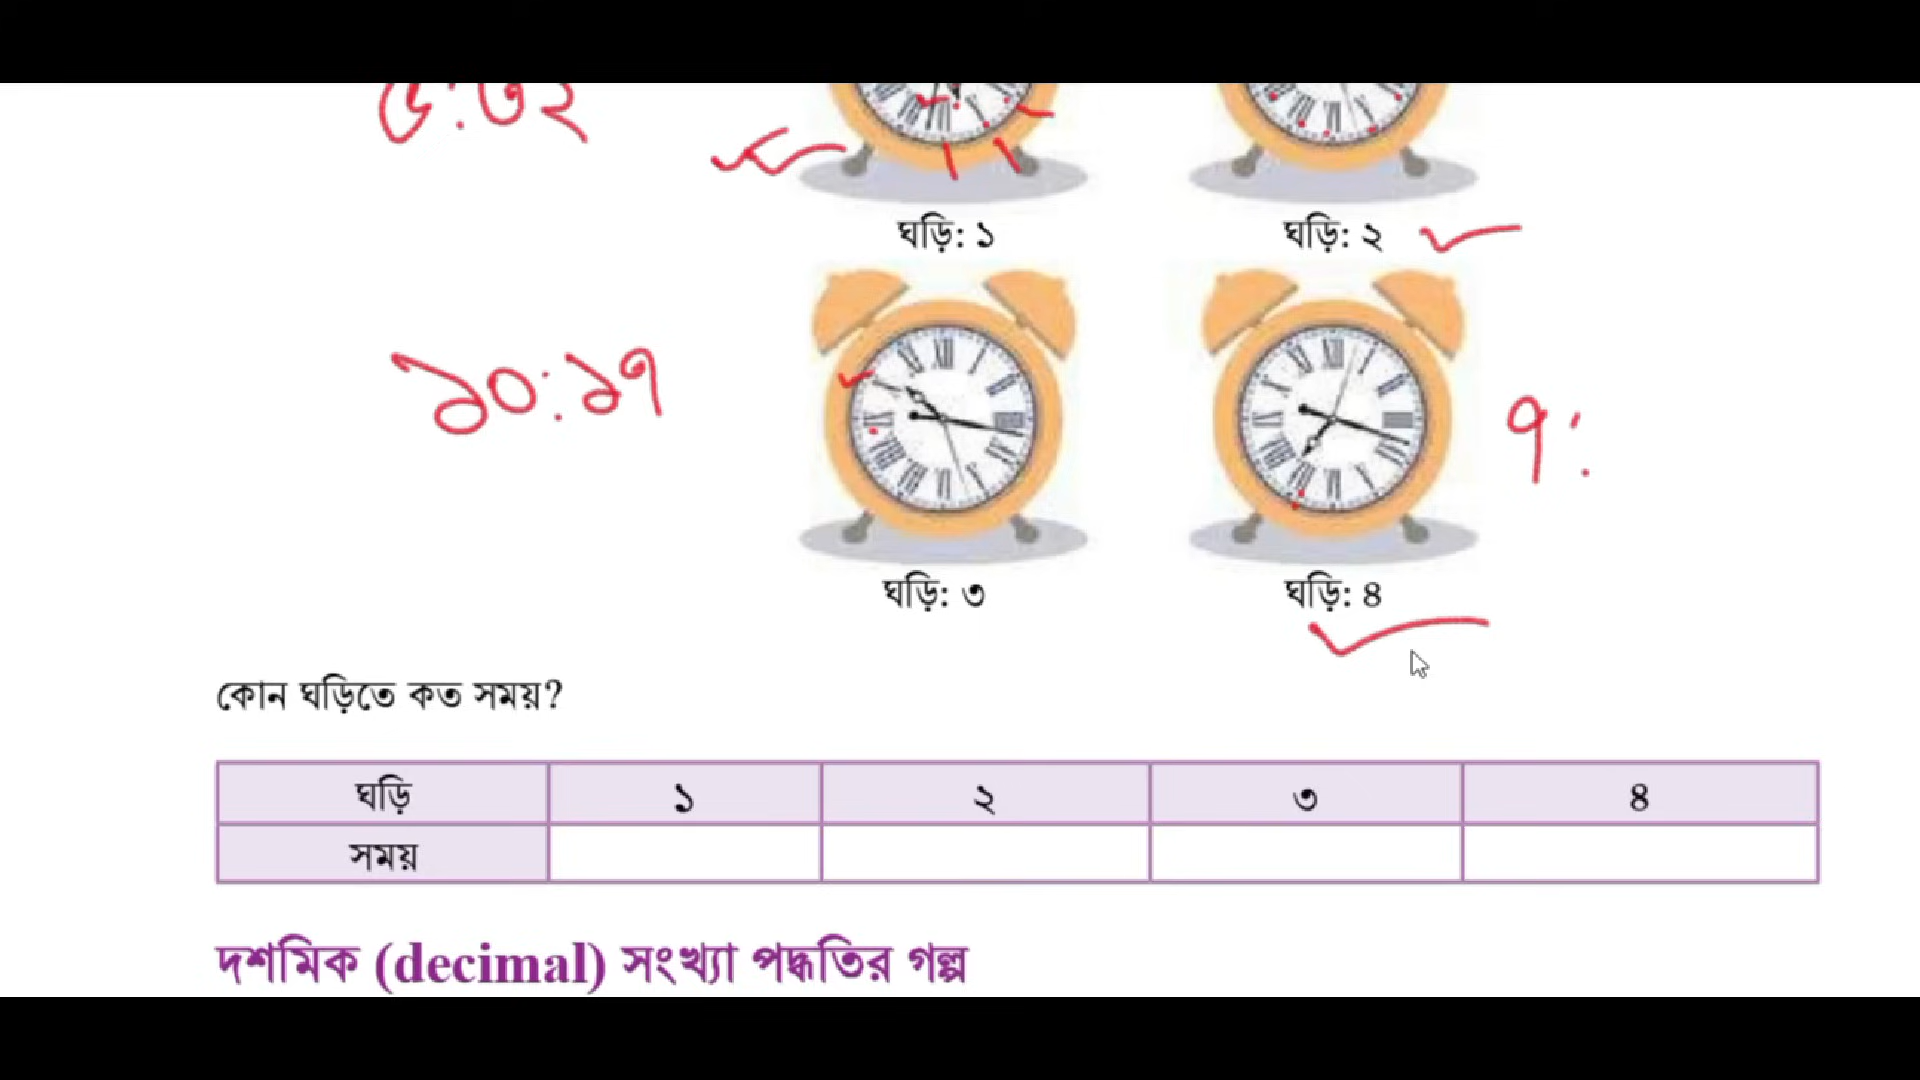 ৫:৩২
ঘড়ি: ১
ঘড়ি: ২
১০:১৭
৭:
ঘড়ি: ৩
ঘড়ি: ৪
কোন ঘড়িতে কত সময়?
ঘড়ি ১ ২ ৩ ৪
সময়
দশমিক (decimal) সংখ্যা পদ্ধতির গল্প